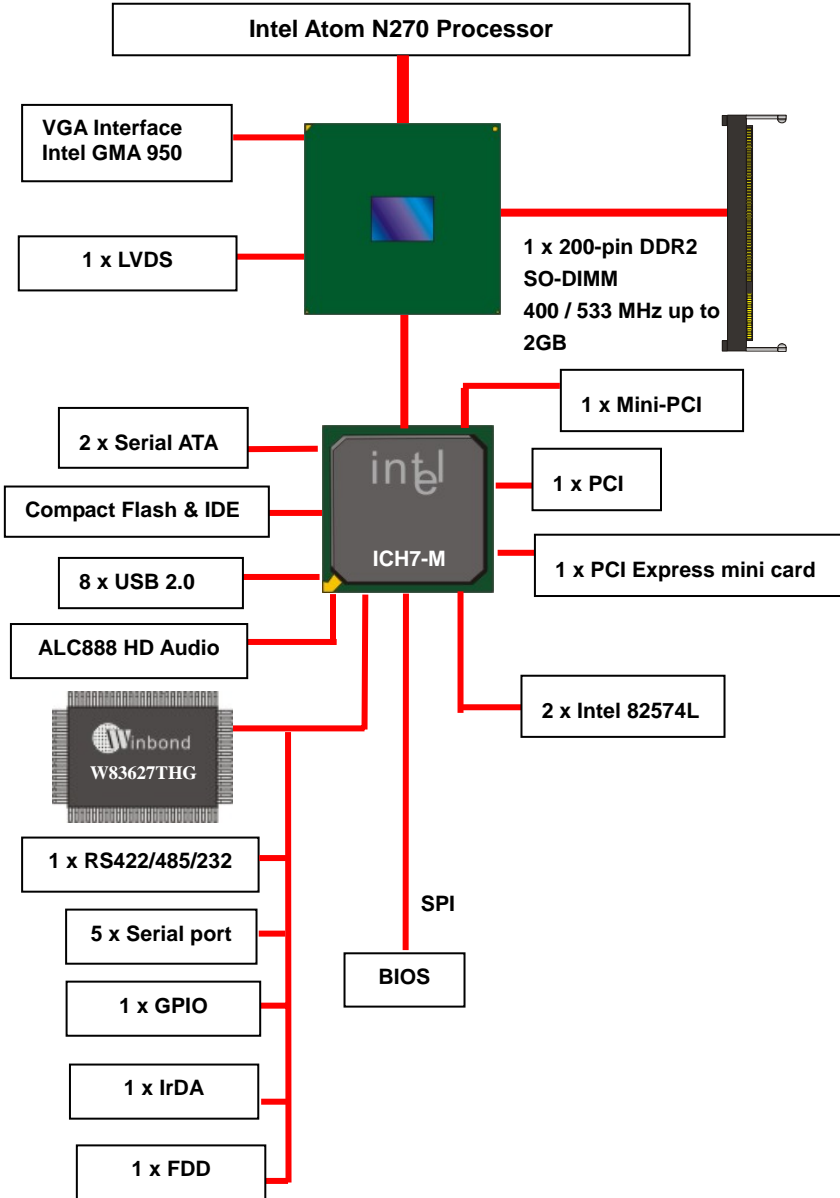 Intel Atom N270 Processor
VGA Interface
Intel GMA 950
1 x LVDS
1 x 200-pin DDR2
SO-DIMM
400 / 533 MHz up to
2GB
1 x Mini-PCI
2 x Serial ATA
intel
1 x PCI
Compact Flash & IDE
ICH7-M
1 x PCI Express mini card
8 x USB 2.0
ALC888 HD Audio
2 x Intel 82574L
Winbond
W83627THG
1 x RS422/485/232
SPI
5 x Serial port
BIOS
1 x GPIO
1 x IrDA
1 x FDD